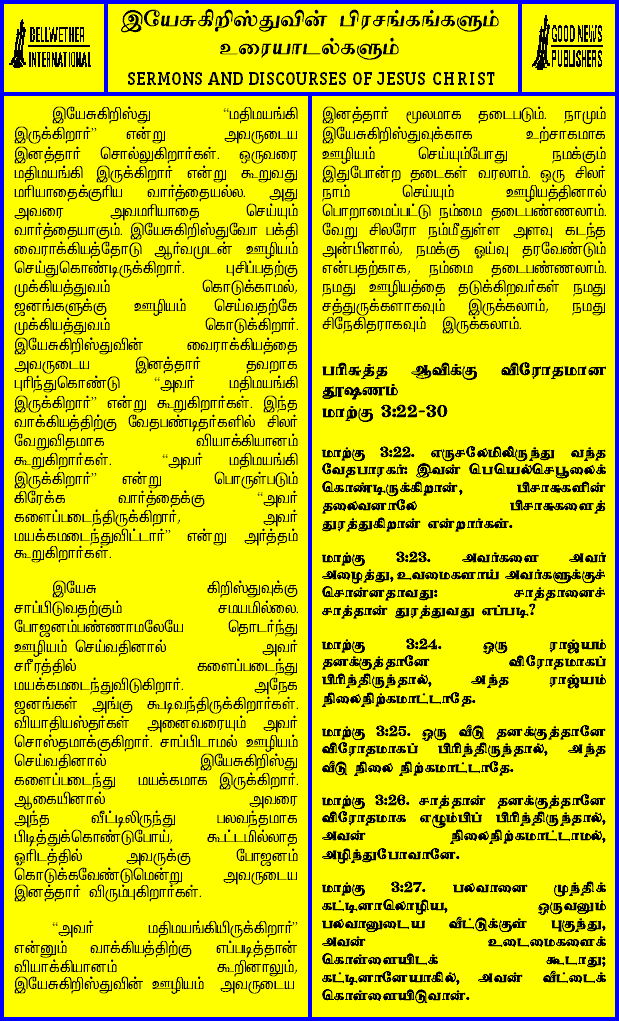 BELLWETHER
INTERNATIONAL
இயேசுகிறிஸ்துவின் பிரசங்கங்களும்
உரையாடல்களும்
SERMONS AND DISCOURSES OF JESUS CHRIST
GOOD NEWS
PUBLISHERS
இயேசுகிறிஸ்து “மதிமயங்கி
இருக்கிறார்” என்று அவருடைய
இனத்தார் சொல்லுகிறார்கள். ஒருவரை
மதிமயங்கி இருக்கிறார் என்று கூறுவது
மரியாதைக்குரிய வார்த்தையல்ல. அது
அவரை அவமரியாதை செய்யும்
வார்த்தையாகும். இயேசுகிறிஸ்துவோ பக்தி
வைராக்கியத்தோடு ஆர்வமுடன் ஊழியம்
செய்துகொண்டிருக்கிறார். புசிப்பதற்கு
முக்கியத்துவம் கொடுக்காமல்,
ஜனங்களுக்கு ஊழியம் செய்வதற்கே
முக்கியத்துவம் கொடுக்கிறார்.
இயேசுகிறிஸ்துவின் வைராக்கியத்தை
அவருடைய இனத்தார் தவறாக
புரிந்துகொண்டு “அவர் மதிமயங்கி
இருக்கிறார்” என்று கூறுகிறார்கள். இந்த
வாக்கியத்திற்கு வேதபண்டிதர்களில் சிலர்
வேறுவிதமாக வியாக்கியானம்
கூறுகிறார்கள். “அவர் மதிமயங்கி
இருக்கிறார்” என்று பொருள்படும்
கிரேக்க வார்த்தைக்கு “அவர்
களைப்படைந்திருக்கிறார், அவர்
மயக்கமடைந்துவிட்டார்” என்று அர்த்தம்
கூறுகிறார்கள்.
இயேசு கிறிஸ்துவுக்கு
சாப்பிடுவதற்கும் சமயமில்லை.
போஜனம்பண்ணாமலேயே தொடர்ந்து
ஊழியம் செய்வதினால் அவர்
சரீரத்தில் களைப்படைந்து
மயக்கமடைந்துவிடுகிறார். அநேக
ஜனங்கள் அங்கு கூடிவந்திருக்கிறார்கள்.
வியாதியஸ்தர்கள் அனைவரையும் அவர்
சொஸ்தமாக்குகிறார். சாப்பிடாமல் ஊழியம்
செய்வதினால் இயேசுகிறிஸ்து
களைப்படைந்து மயக்கமாக இருக்கிறார்.
ஆகையினால் அவரை
அந்த வீட்டிலிருந்து பலவந்தமாக
பிடித்துக்கொண்டுபோய், கூட்டமில்லாத
ஓரிடத்தில் அவருக்கு போஜனம்
கொடுக்கவேண்டுமென்று அவருடைய
இனத்தார் விரும்புகிறார்கள்.
“அவர் மதிமயங்கியிருக்கிறார்”
என்னும் வாக்கியத்திற்கு எப்படித்தான்
வியாக்கியானம் கூறினாலும்,
இயேசுகிறிஸ்துவின் ஊழியம் அவருடைய
இனத்தார் மூலமாக தடைபடும். நாமும்
இயேசுகிறிஸ்துவுக்காக உற்சாகமாக
ஊழியம் செய்யும்போது நமக்கும்
இதுபோன்ற தடைகள் வரலாம். ஒரு சிலர்
நாம் செய்யும் ஊழியத்தினால்
பொறாமைப்பட்டு நம்மை தடைபண்ணலாம்.
வேறு சிலரோ நம்மீதுள்ள அளவு கடந்த
அன்பினால், நமக்கு ஓய்வு தரவேண்டும்
என்பதற்காக, நம்மை தடைபண்ணலாம்.
நமது ஊழியத்தை தடுக்கிறவர்கள் நமது
சத்துருக்களாகவும் இருக்கலாம், நமது
சிநேகிதராகவும் இருக்கலாம்.
பரிசுத்த ஆவிக்கு விரோதமான
தூஷணம்
மாற்கு 3:22-30
மாற்கு 3:22. எருசலேமிலிருந்து வந்த
வேதபாரகர்: இவன் பெயெல்செபூலைக்
கொண்டிருக்கிறான், பிசாசுகளின்
தலைவனாலே பிசாசுகளைத்
துரத்துகிறான் என்றார்கள்.
மாற்கு 3:23. அவர்களை அவர்
அழைத்து, உவமைகளாய் அவர்களுக்குச்
சொன்னதாவது: சாத்தானைச்
சாத்தான் துரத்துவது எப்படி?
மாற்கு 3:24. ஒரு ராஜ்யம்
தனக்குத்தானே விரோதமாகப்
பிரிந்திருந்தால், அந்த ராஜ்யம்
நிலைநிற்கமாட்டாதே.
மாற்கு 3:25. ஒரு வீடு தனக்குத்தானே
விரோதமாகப் பிரிந்திருந்தால், அந்த
வீடு நிலை நிற்கமாட்டாதே.
மாற்கு 3:26. சாத்தான் தனக்குத்தானே
விரோதமாக எழும்பிப் பிரிந்திருந்தால்,
அவன் நிலைநிற்கமாட்டாமல்,
அழிந்துபோவானே.
மாற்கு 3:27. பலவானை முந்திக்
கட்டினாலொழிய, ஒருவனும்
பலவானுடைய வீட்டுக்குள் புகுந்து,
அவன் உடைமைகளைக்
கொள்ளையிடக் கூடாது;
கட்டினானேயாகில், அவன் வீட்டைக்
கொள்ளையிடுவான்.